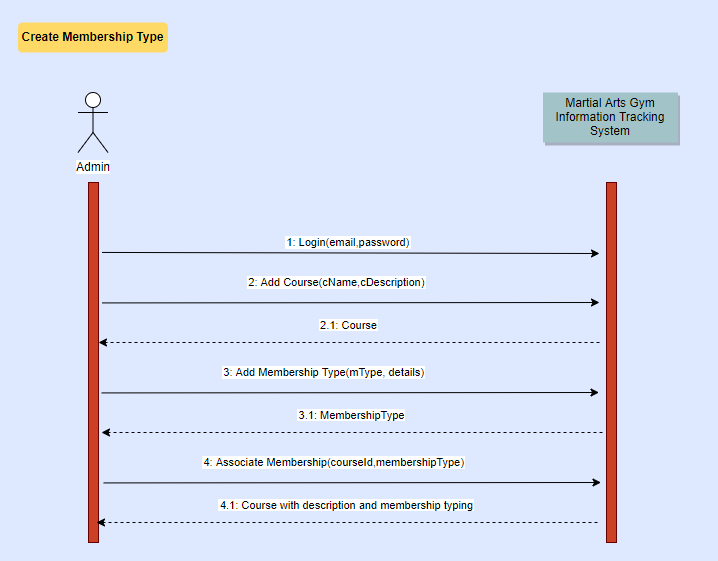 Create Membership Type
Martial Arts Gym
Information Tracking
System
Admin
1: Login(email,password)
2: Add Course(cName,cDescription)
2.1: Course
3: Add Membership Type(mType, details)
3.1: MembershipType
4: Associate Membership(courseId,membershipType)
4.1: Course with description and membership typing